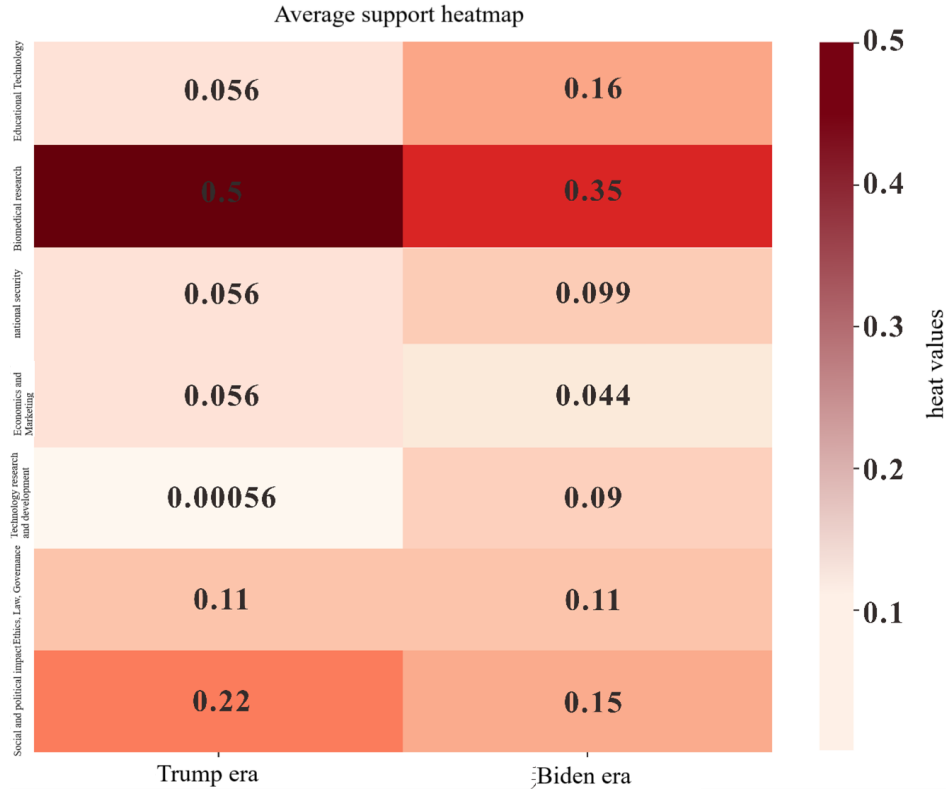 Average support heatmap
Educational Technology
0.056
0.16
0.5
Biomedical research
0.5
0.35
0.4
national security
0.056
0.099
0.3
Economics and
Marketing
0.056
0.044
heat values
Technology research
and development
0.00056
0.09
0.2
Ethics, Law, Governance
0.11
0.11
0.1
Social and political impact
0.22
0.15
Trump era
Biden era